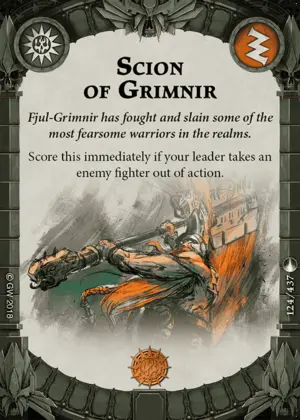 SCION
OF GRIMNIR
Fjul-Grimnir has fought and slain some of the
most fearsome warriors in the realms.
Score this immediately if your leader takes an
enemy fighter out of action.
© GW 2018
124/437